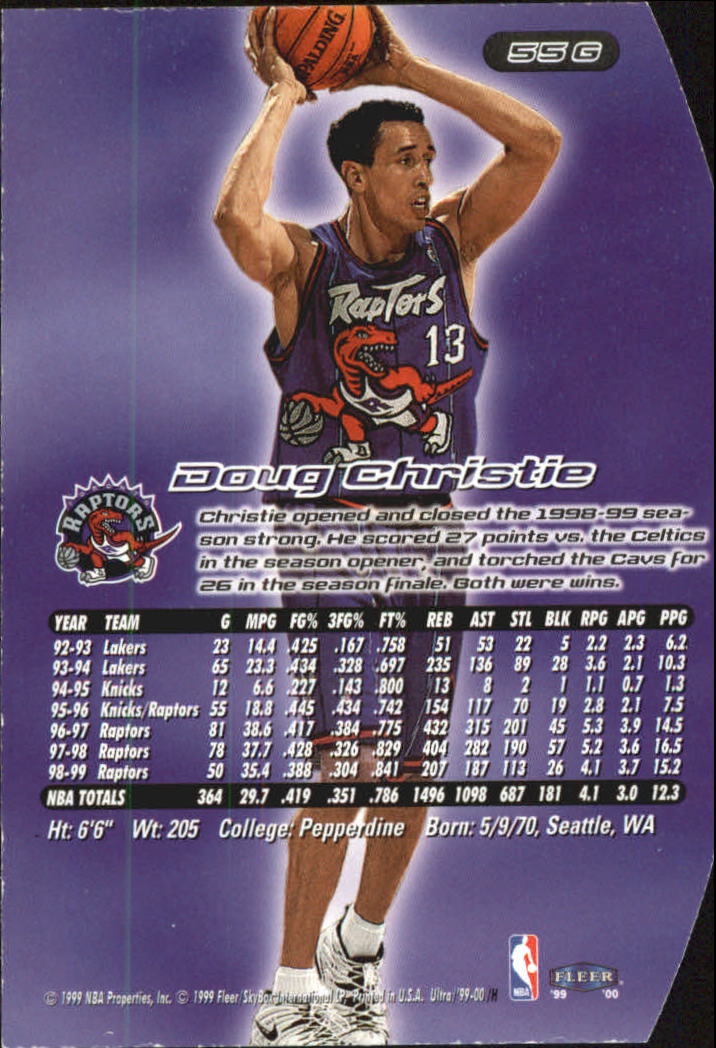 SPALDING
55G
RAPTORS
13
Doug Christie
RAPTORS
Christie opened and closed the 1998-99 sea-
son strong. He scored 27 points vs. the Celtics
in the season opener, and torched the Cavs for
26 in the season finale. Both were wins.
YEAR TEAM G MPG FG% 3FG% FT% REB AST STL BLK RPG APG PPG
92-93 Lakers 23 14.4 .425 .167 .758 51 53 22 5 2.2 2.3 6.2
93-94 Lakers 65 23.3 .434 .328 .697 235 136 89 28 3.6 2.1 10.3
94-95 Knicks 12 6.6 .227 .143 .800 13 8 2 1 1.1 0.7 1.3
95-96 Knicks/Raptors 55 18.8 .445 .434 .742 154 117 70 19 2.8 2.1 7.5
96-97 Raptors 81 38.6 .417 .384 .775 432 315 201 45 5.3 3.9 14.5
97-98 Raptors 78 37.7 .428 .326 .829 404 282 190 57 5.2 3.6 16.5
98-99 Raptors 50 35.4 .388 .304 .841 207 187 113 26 4.1 3.7 15.2
NBA TOTALS 364 29.7 .419 .351 .786 1496 1098 687 181 4.1 3.0 12.3
Ht: 6'6" Wt: 205 College: Pepperdine Born: 5/9/70, Seattle, WA
© 1999 NBA Properties, Inc. © 1999 Fleer/SkyBox International LP. Printed in U.S.A. Ultra/'99-00/H
NBA
FLEER
'99 '00